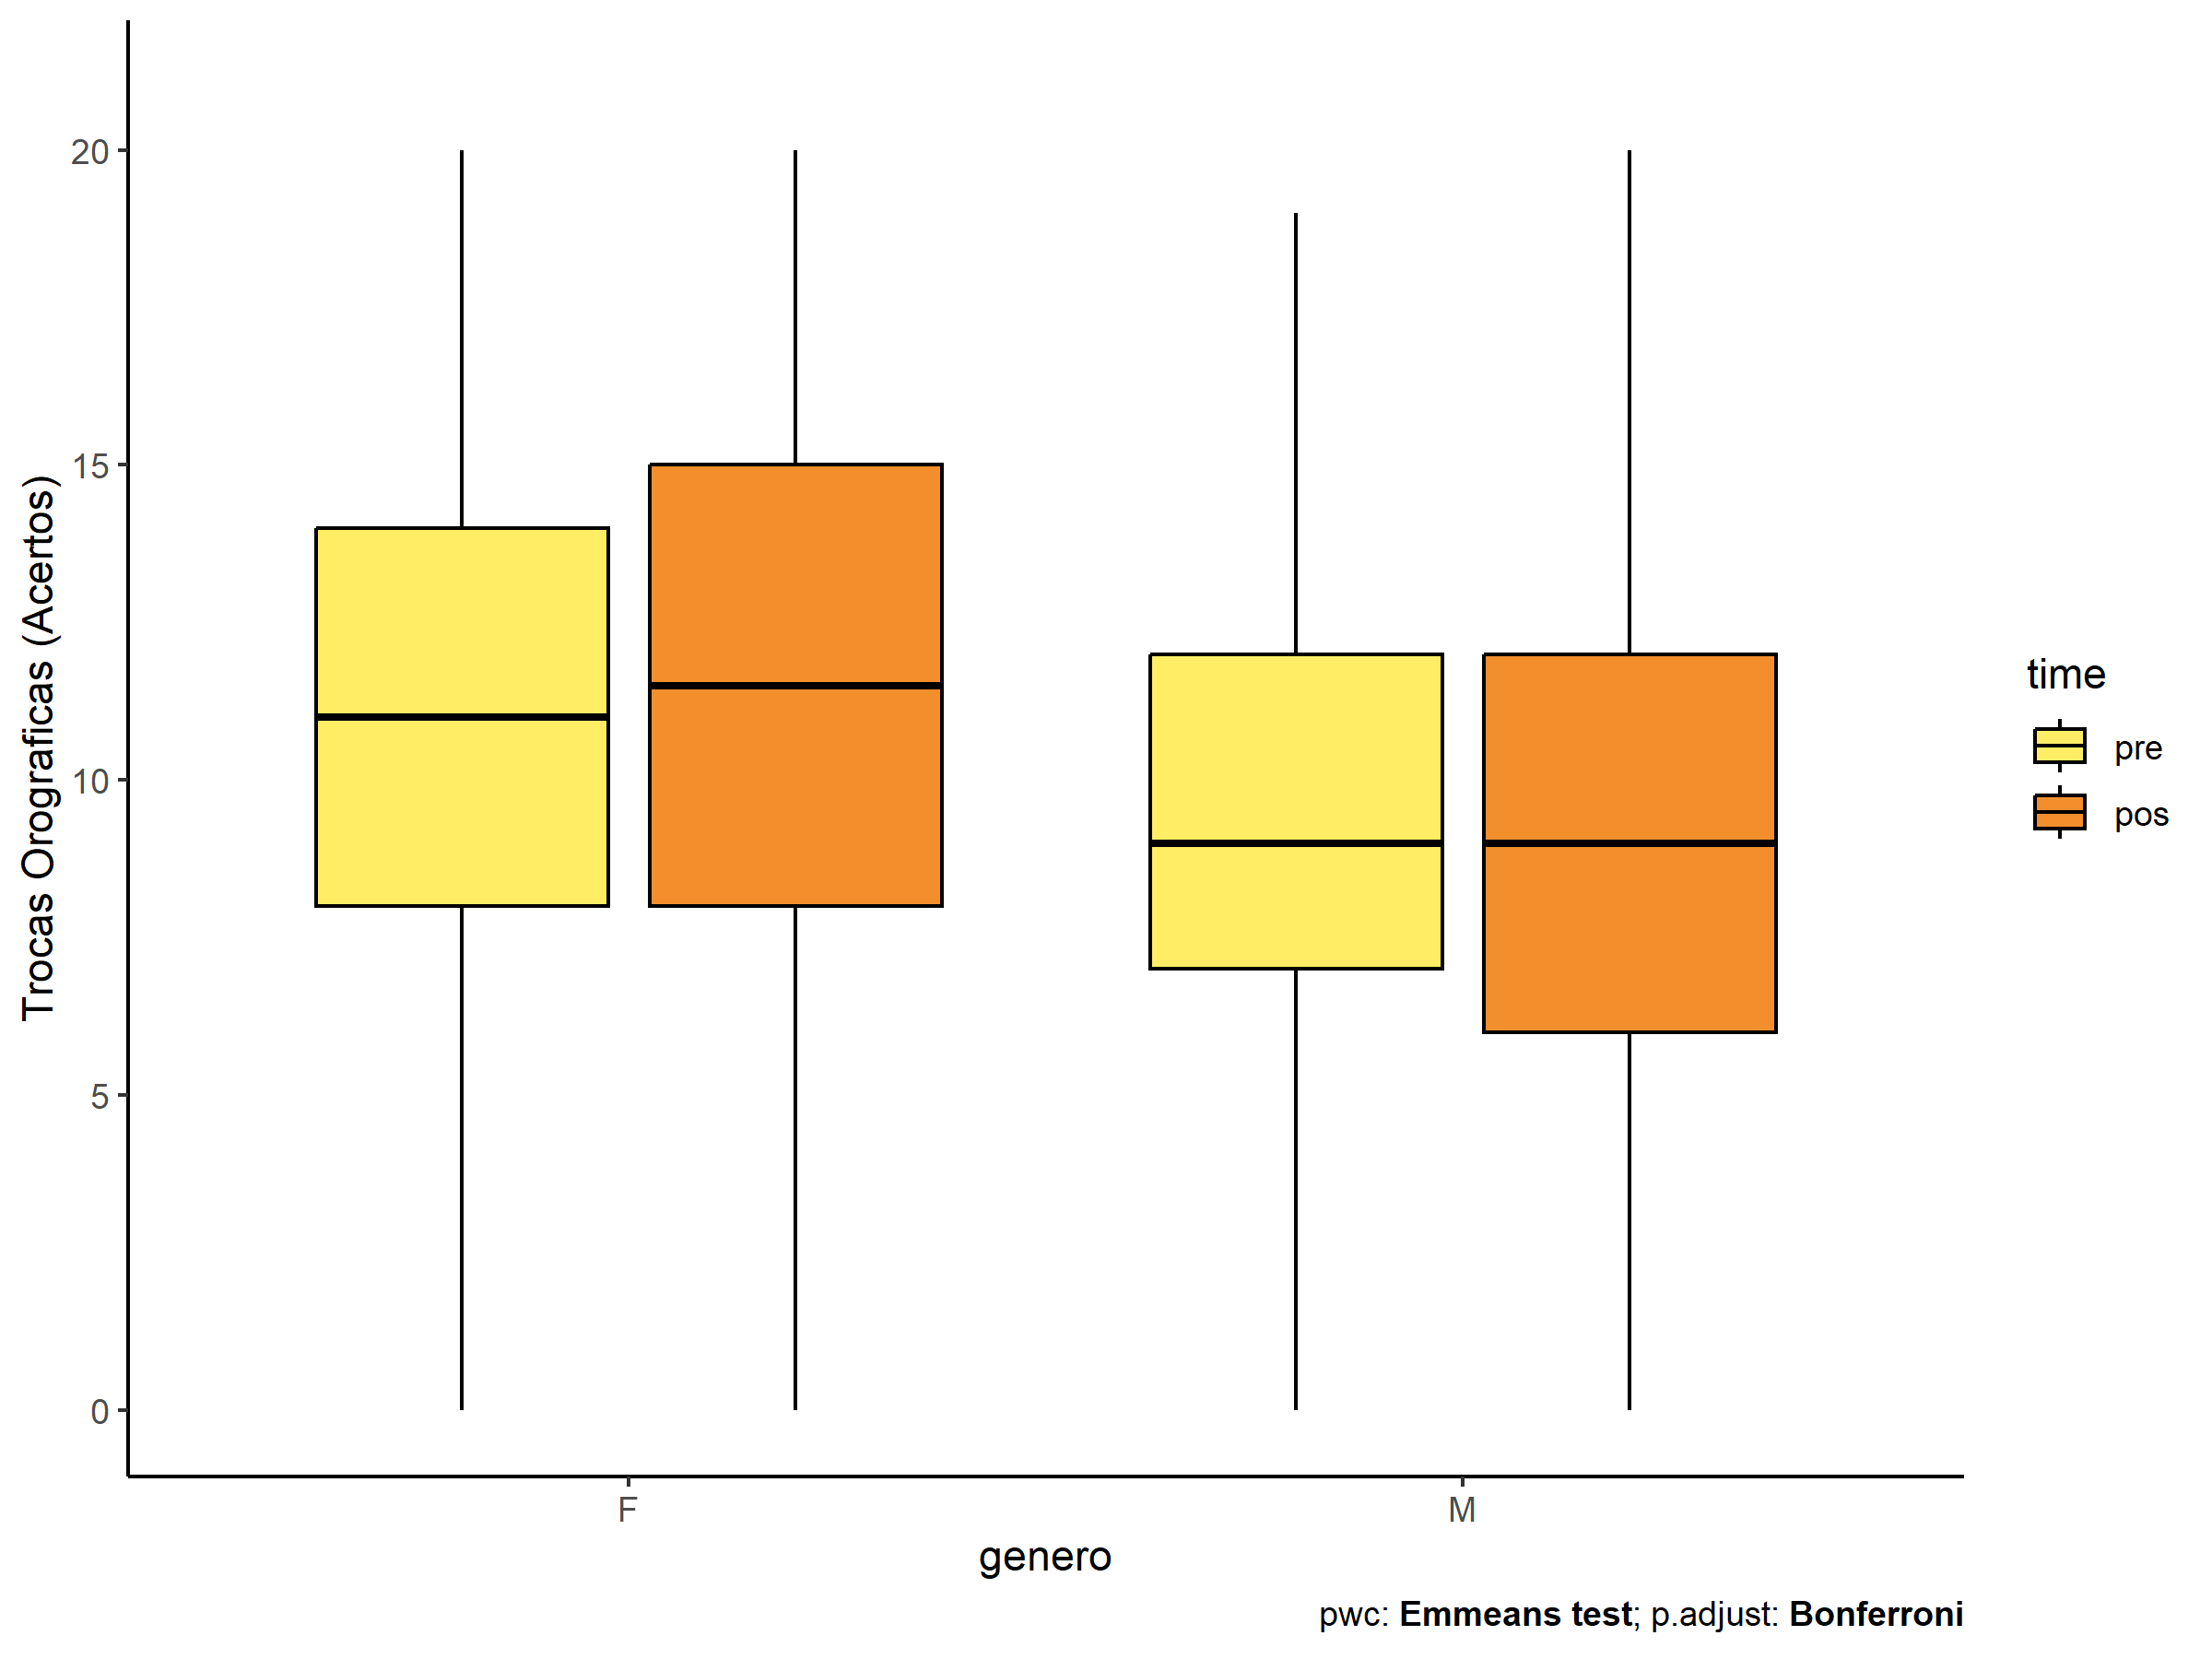 Trocas Orograficas (Acertos)
20
15
10
5
0
F
M
genero
time
pre
pos
pwc: Emmeans test; p.adjust: Bonferroni